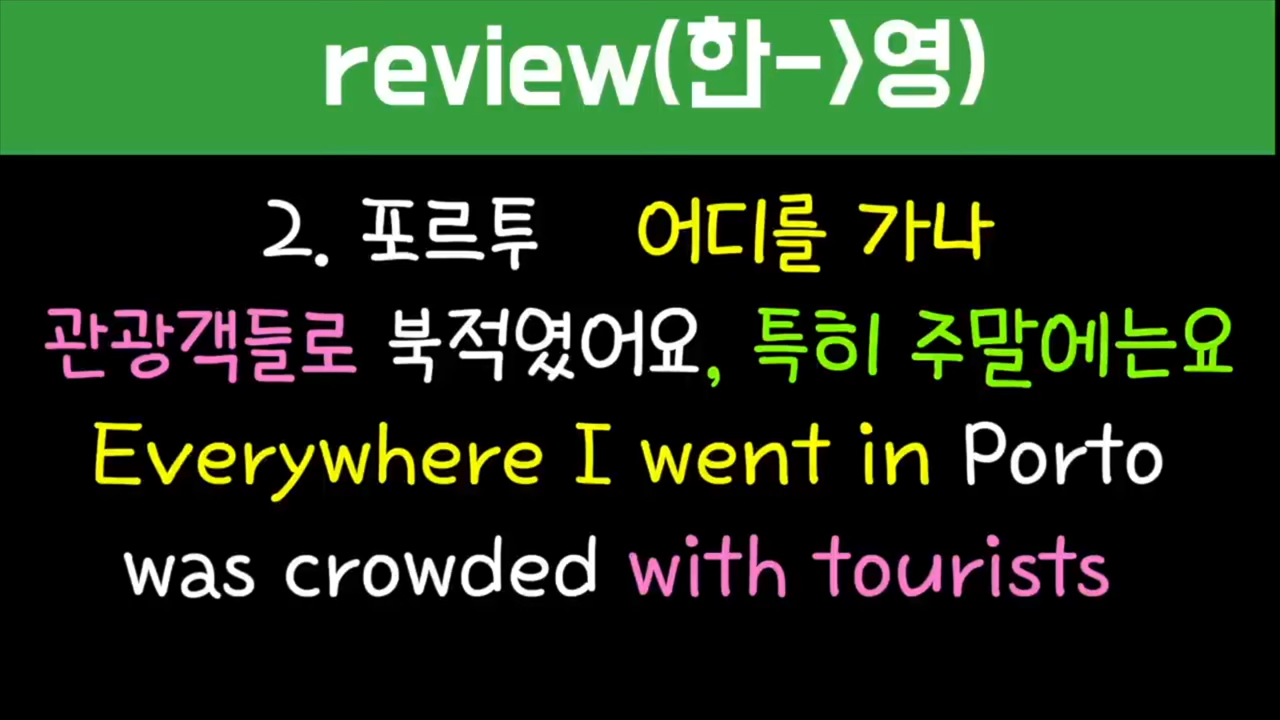 review(한->영)
2. 포르투 어디를 가나
관광객들로 북적였어요, 특히 주말에는요
Everywhere I went in Porto
was crowded with tourists